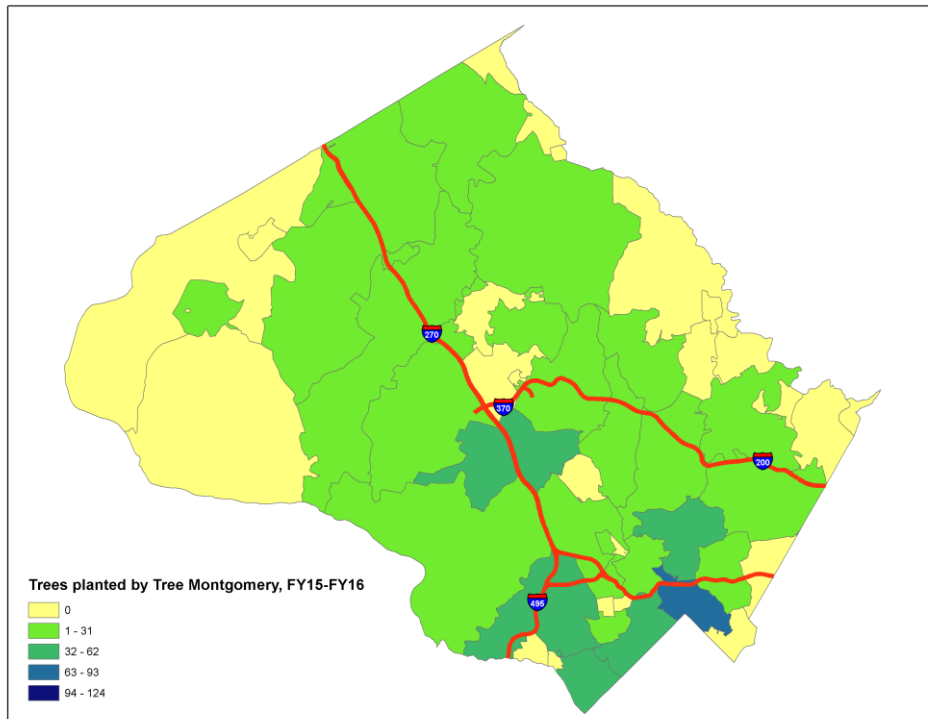 270
370
200
495
Trees planted by Tree Montgomery, FY15-FY16
0
1 - 31
32 - 62
63 - 93
94 - 124